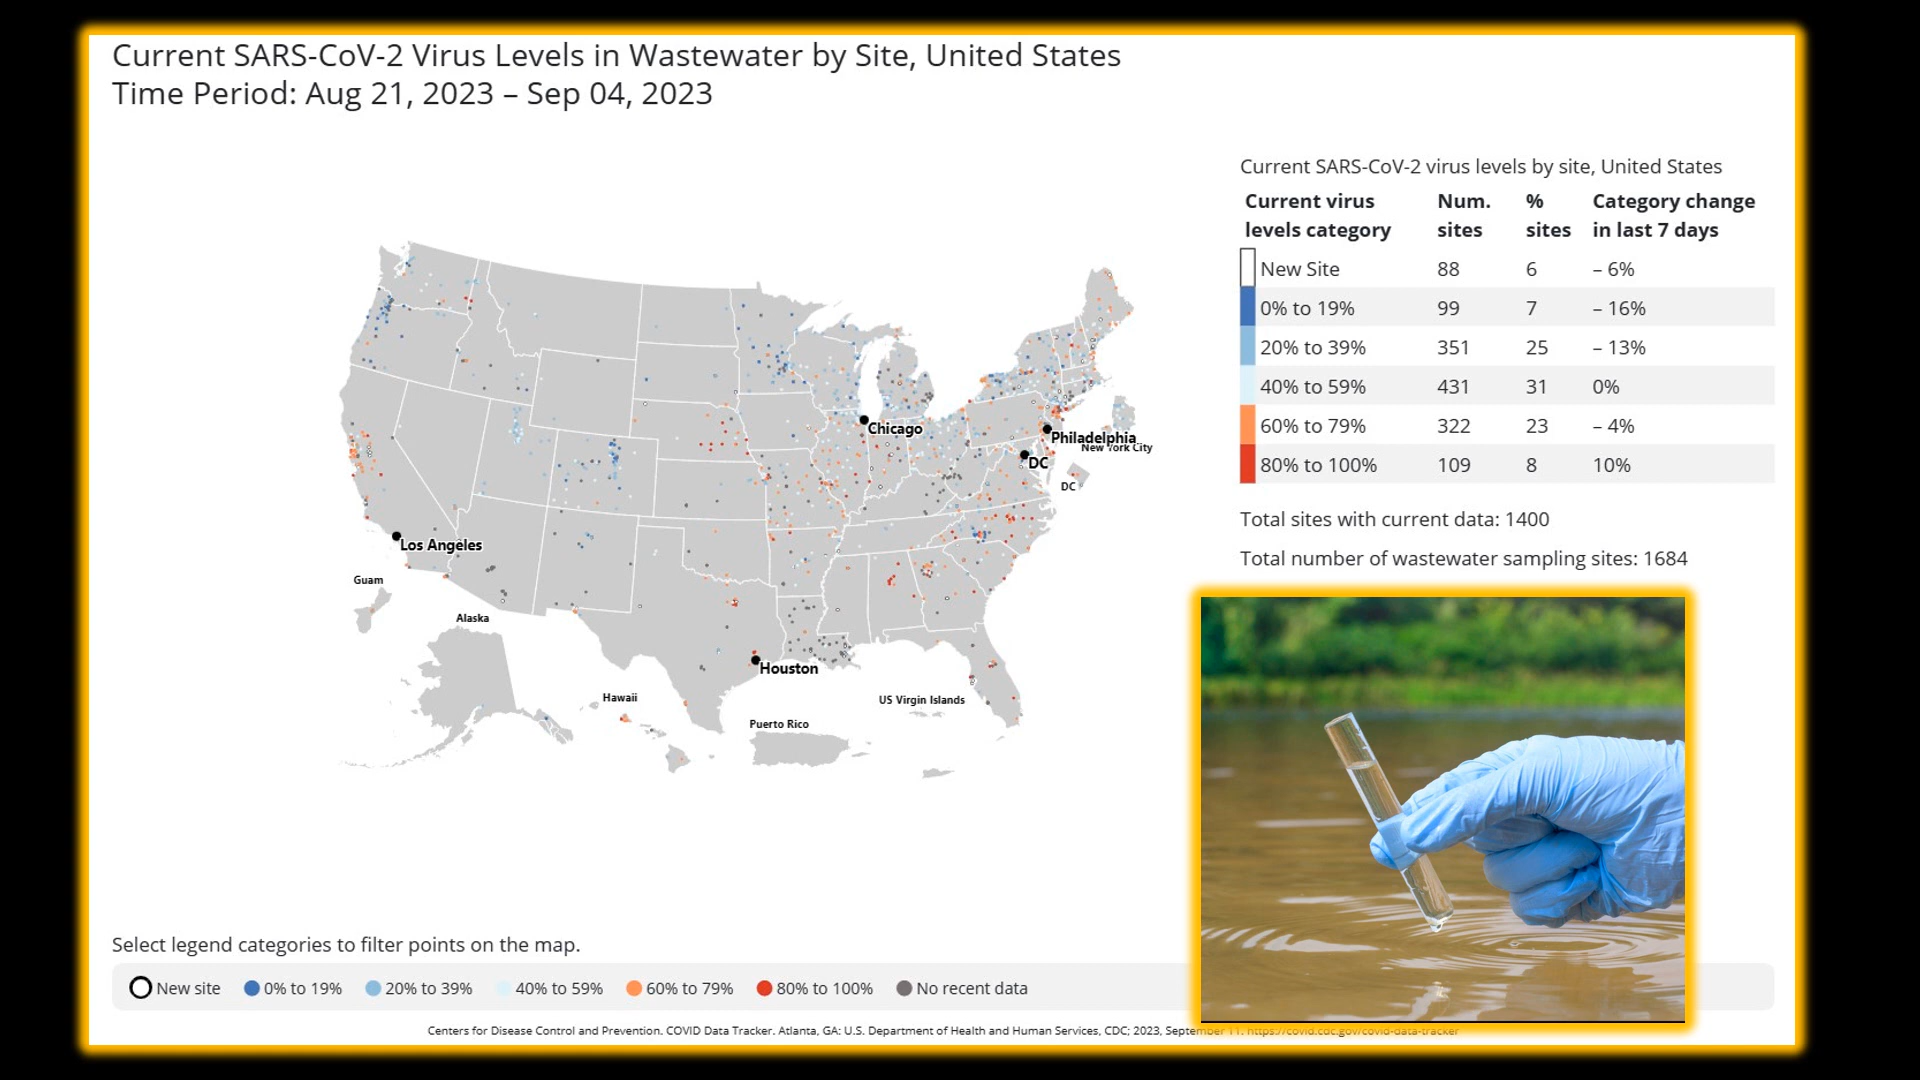 Current SARS-CoV-2 Virus Levels in Wastewater by Site, United States
Time Period: Aug 21, 2023 – Sep 04, 2023
Current SARS-CoV-2 virus levels by site, United States
Current virus levels category Num. sites % sites Category change in last 7 days
New Site 88 6 – 6%
0% to 19% 99 7 – 16%
20% to 39% 351 25 – 13%
40% to 59% 431 31 0%
60% to 79% 322 23 – 4%
80% to 100% 109 8 10%
Total sites with current data: 1400
Total number of wastewater sampling sites: 1684
Chicago
Philadelphia
New York City
DC
DC
Los Angeles
Guam
Alaska
Houston
Hawaii
US Virgin Islands
Puerto Rico
Select legend categories to filter points on the map.
New site 0% to 19% 20% to 39% 40% to 59% 60% to 79% 80% to 100% No recent data
Centers for Disease Control and Prevention. COVID Data Tracker. Atlanta, GA: U.S. Department of Health and Human Services, CDC; 2023, September 11. https://covid.cdc.gov/covid-data-tracker